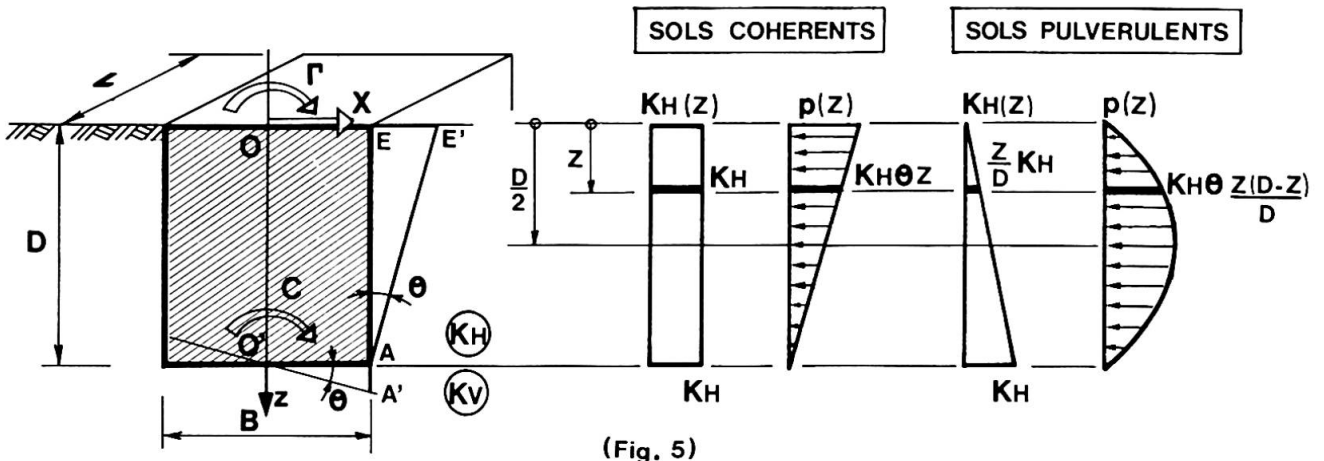 SOLS COHERENTS
SOLS PULVERULENTS
L
Γ
X
KH(Z)
p(Z)
KH(Z)
p(Z)
O
E
E'
Z
D/2
KH
KHθZ
Z/D KH
KHθ Z(D-Z)/D
D
C
θ
O'
A
KH
θ
A'
KV
Z
B
KH
KH
(Fig. 5)